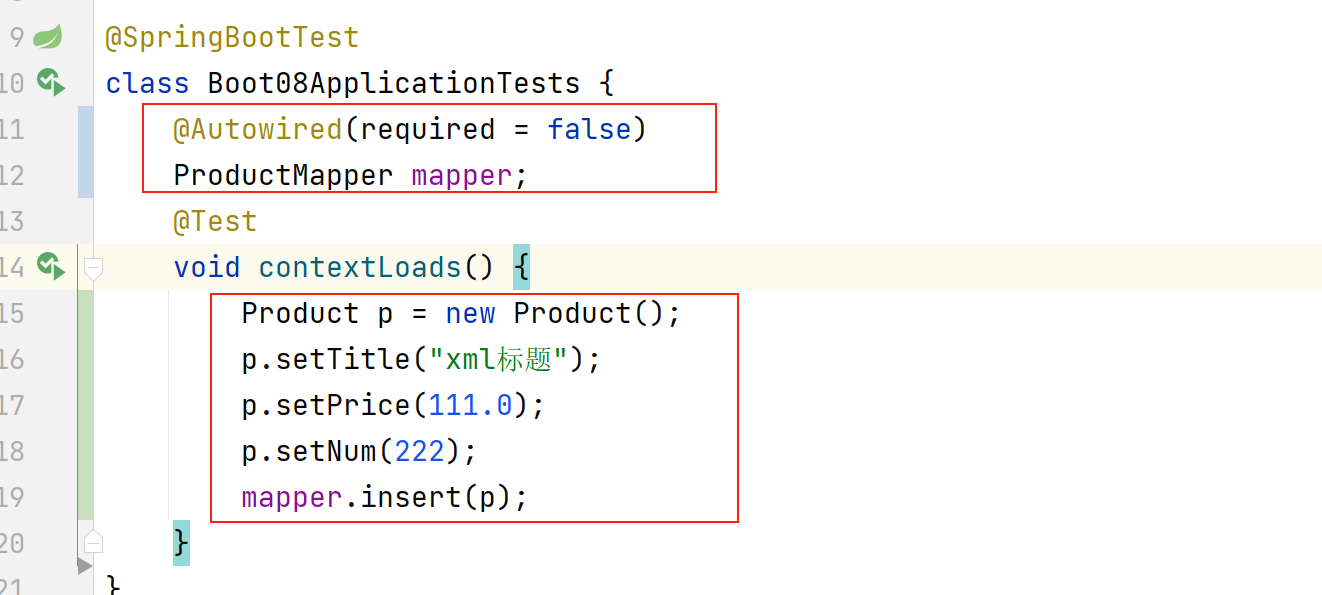 9 @SpringBootTest
10 class Boot08ApplicationTests {
11 @Autowired(required = false)
12 ProductMapper mapper;
13 @Test
14 void contextLoads() {
15 Product p = new Product();
16 p.setTitle("xml标题");
17 p.setPrice(111.0);
18 p.setNum(222);
19 mapper.insert(p);
20 }
21 }